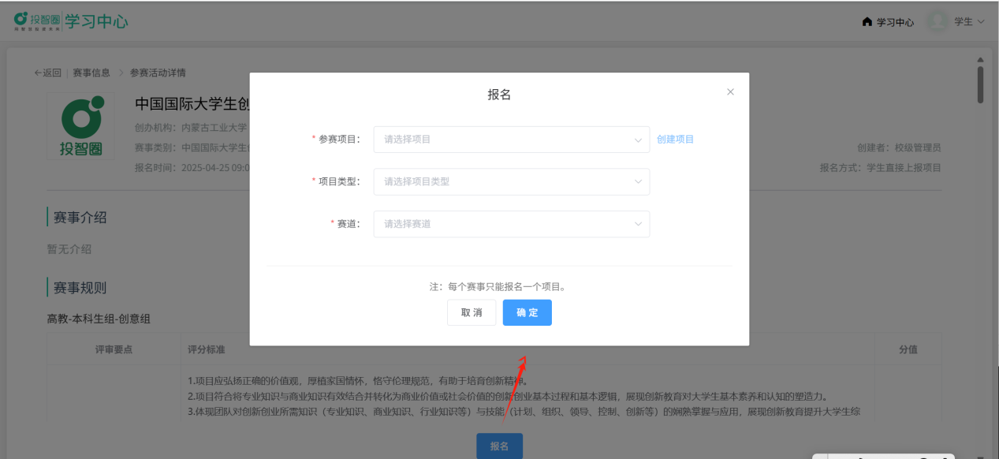 投智圈 学习中心
学习中心 学生
←返回 | 赛事信息 > 参赛活动详情
中国国际大学生创
创办机构：内蒙古工业大学
赛事类别：中国国际大学生
报名时间：2025-04-25 09:0
创建者：校级管理员
报名方式：学生直接上报项目
投智圈
报名
* 参赛项目： 请选择项目 创建项目
* 项目类型： 请选择项目类型
* 赛道： 请选择赛道
注：每个赛事只能报名一个项目。
取 消 确 定
赛事介绍
暂无介绍
赛事规则
高教-本科生组-创意组
评审要点 评分标准 分值
1.项目应弘扬正确的价值观，厚植家国情怀，恪守伦理规范，有助于培育创新精神。
2.项目符合将专业知识与商业知识有效结合并转化为商业价值或社会价值的创新创业基本过程和基本逻辑，展现创新教育对大学生基本素养和认知的塑造力。
3.体现团队对创新创业所需知识（专业知识、商业知识、行业知识等）与技能（计划、组织、领导、控制、创新等）的娴熟掌握与应用，展现创新教育提升大学生综
报名